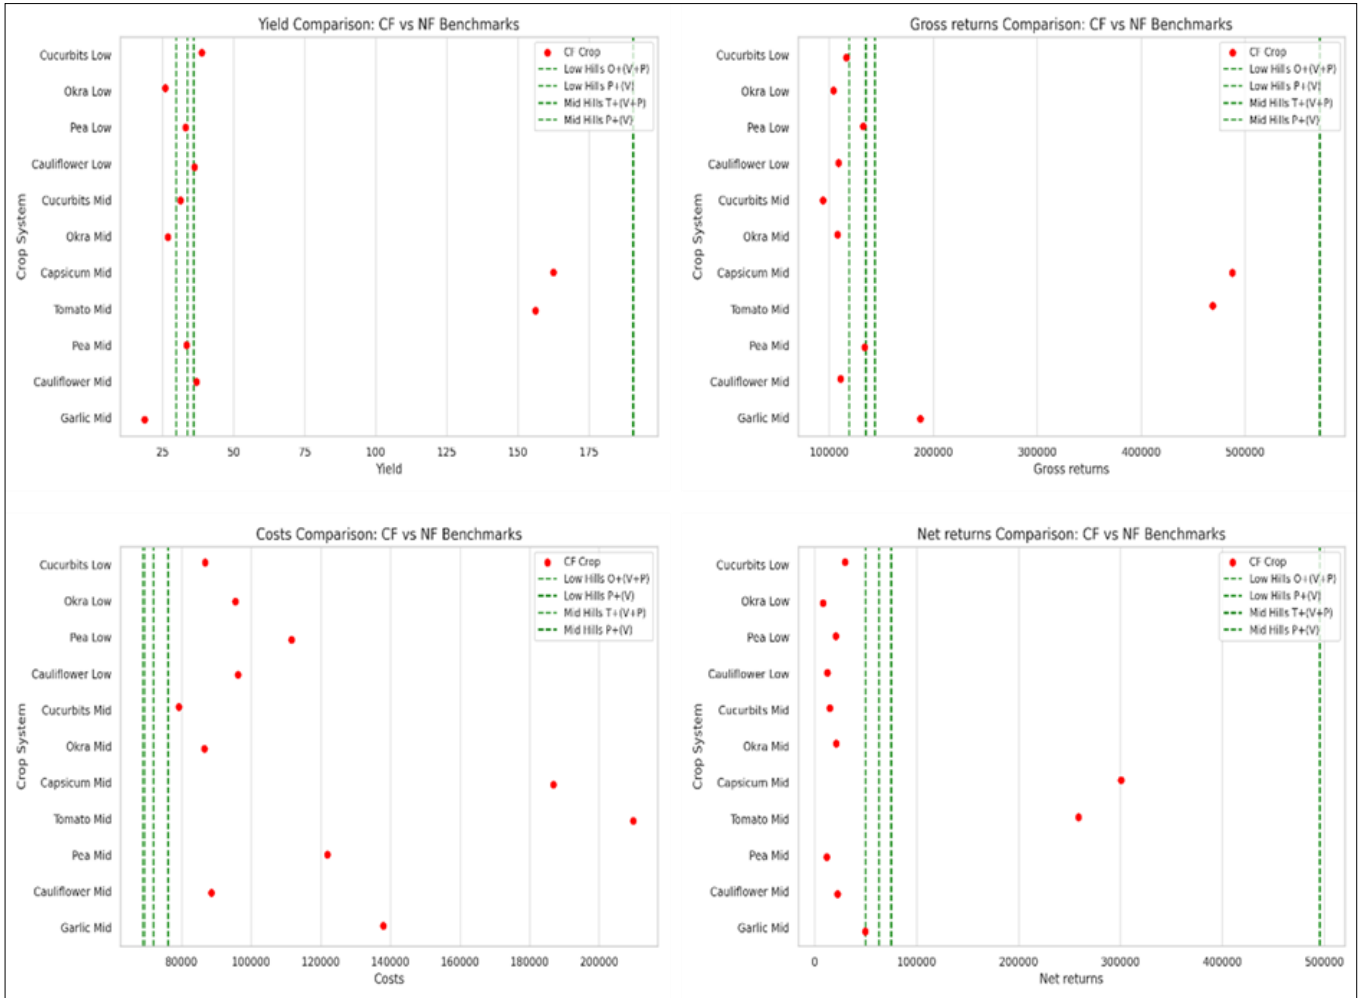 Yield Comparison: CF vs NF Benchmarks
Crop System
Cucurbits Low
Okra Low
Pea Low
Cauliflower Low
Cucurbits Mid
Okra Mid
Capsicum Mid
Tomato Mid
Pea Mid
Cauliflower Mid
Garlic Mid
CF Crop
Low Hills O+(V+P)
Low Hills P+(V)
Mid Hills T+(V+P)
Mid Hills P+(V)
25 50 75 100 125 150 175
Yield
Gross returns Comparison: CF vs NF Benchmarks
Crop System
Cucurbits Low
Okra Low
Pea Low
Cauliflower Low
Cucurbits Mid
Okra Mid
Capsicum Mid
Tomato Mid
Pea Mid
Cauliflower Mid
Garlic Mid
CF Crop
Low Hills O+(V+P)
Low Hills P+(V)
Mid Hills T+(V+P)
Mid Hills P+(V)
100000 200000 300000 400000 500000
Gross returns
Costs Comparison: CF vs NF Benchmarks
Crop System
Cucurbits Low
Okra Low
Pea Low
Cauliflower Low
Cucurbits Mid
Okra Mid
Capsicum Mid
Tomato Mid
Pea Mid
Cauliflower Mid
Garlic Mid
CF Crop
Low Hills O+(V+P)
Low Hills P+(V)
Mid Hills T+(V+P)
Mid Hills P+(V)
80000 100000 120000 140000 160000 180000 200000
Costs
Net returns Comparison: CF vs NF Benchmarks
Crop System
Cucurbits Low
Okra Low
Pea Low
Cauliflower Low
Cucurbits Mid
Okra Mid
Capsicum Mid
Tomato Mid
Pea Mid
Cauliflower Mid
Garlic Mid
CF Crop
Low Hills O+(V+P)
Low Hills P+(V)
Mid Hills T+(V+P)
Mid Hills P+(V)
0 100000 200000 300000 400000 500000
Net returns